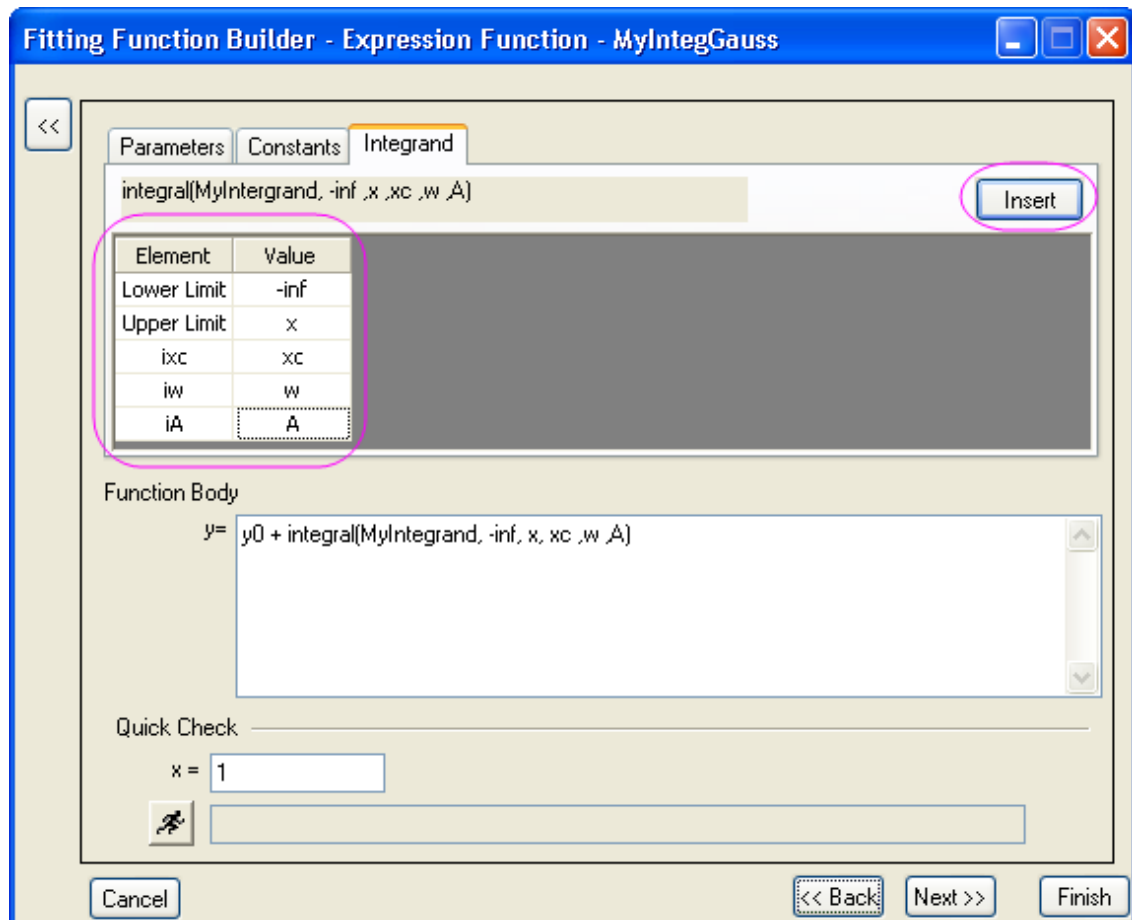 Fitting Function Builder - Expression Function - MyIntegGauss
<<
Parameters Constants Integrand
integral(MyIntergrand, -inf ,x ,xc ,w ,A)
Insert
Element Value
Lower Limit -inf
Upper Limit x
ixc xc
iw w
iA A
Function Body
y= y0 + integral(MyIntegrand, -inf, x, xc ,w ,A)
Quick Check
x = 1
Cancel << Back Next >> Finish